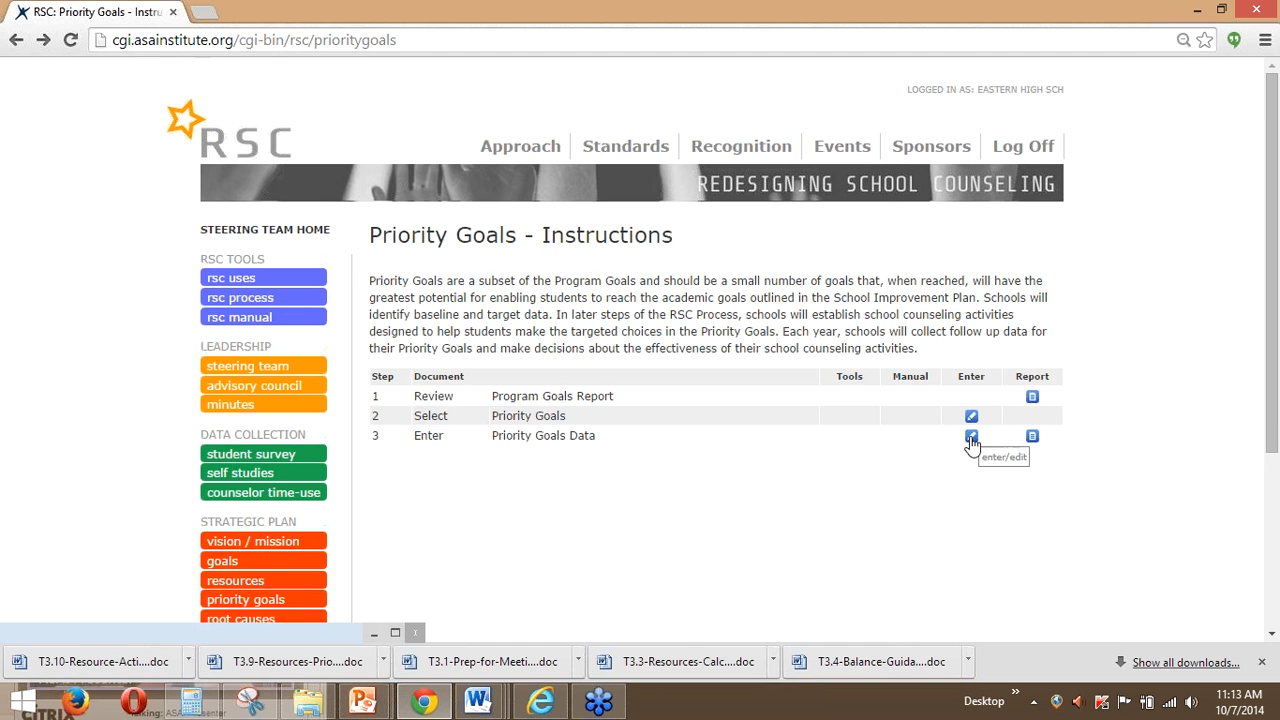 RSC: Priority Goals - Instru
cgi.asainstitute.org/cgi-bin/rsc/prioritygoals
LOGGED IN AS: EASTERN HIGH SCH
RSC
Approach
Standards
Recognition
Events
Sponsors
Log Off
REDESIGNING SCHOOL COUNSELING
STEERING TEAM HOME
RSC TOOLS
rsc uses
rsc process
rsc manual
LEADERSHIP
steering team
advisory council
minutes
DATA COLLECTION
student survey
self studies
counselor time-use
STRATEGIC PLAN
vision / mission
goals
resources
priority goals
root causes
Priority Goals - Instructions
Priority Goals are a subset of the Program Goals and should be a small number of goals that, when reached, will have the
greatest potential for enabling students to reach the academic goals outlined in the School Improvement Plan. Schools will
identify baseline and target data. In later steps of the RSC Process, schools will establish school counseling activities
designed to help students make the targeted choices in the Priority Goals. Each year, schools will collect follow up data for
their Priority Goals and make decisions about the effectiveness of their school counseling activities.
Step Document Tools Manual Enter Report
1 Review Program Goals Report
2 Select Priority Goals
3 Enter Priority Goals Data
enter/edit
T3.10-Resource-Acti....doc
T3.9-Resources-Prio....doc
T3.1-Prep-for-Meeti....doc
T3.3-Resources-Calc....doc
T3.4-Balance-Guida....doc
Show all downloads...
Desktop
11:13 AM
10/7/2014
CITRIX
Talking: